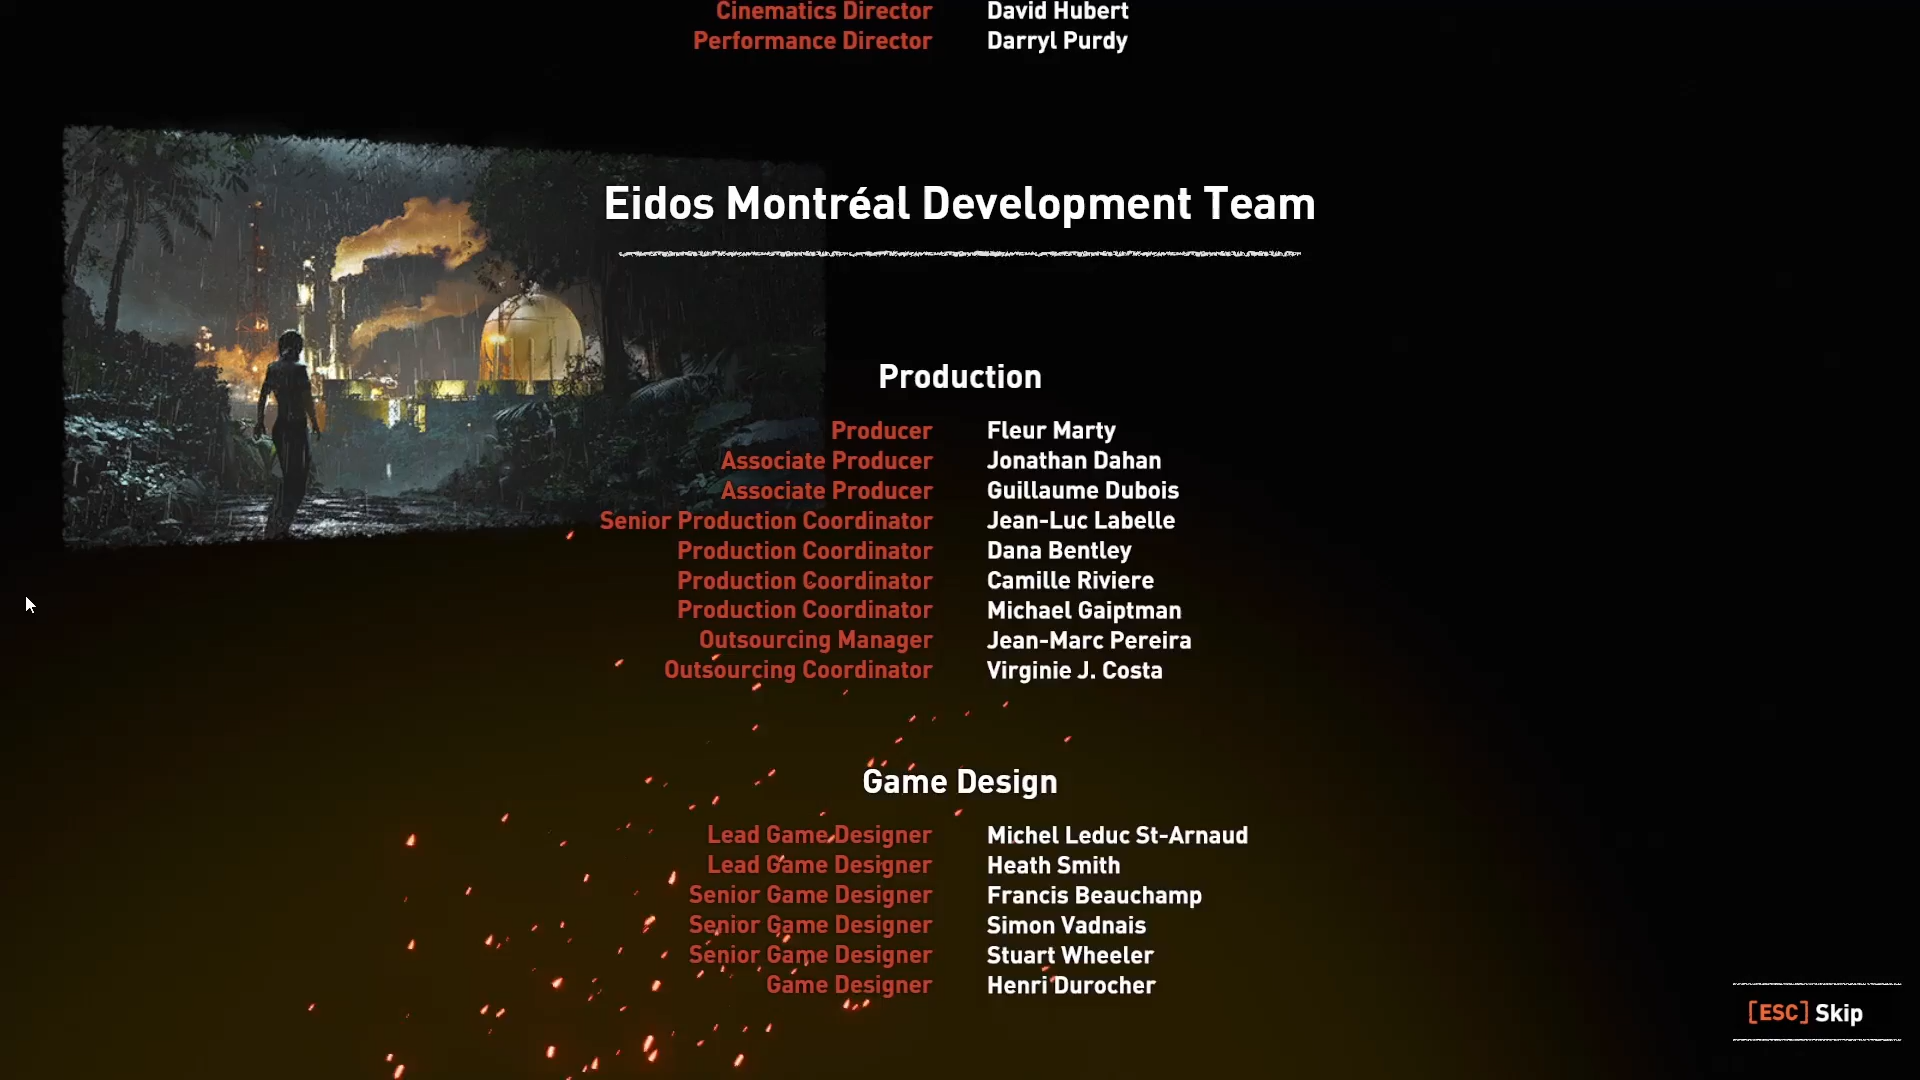 Cinematics Director David Hubert
Performance Director Darryl Purdy
Eidos Montréal Development Team
Production
Producer Fleur Marty
Associate Producer Jonathan Dahan
Associate Producer Guillaume Dubois
Senior Production Coordinator Jean-Luc Labelle
Production Coordinator Dana Bentley
Production Coordinator Camille Riviere
Production Coordinator Michael Gaiptman
Outsourcing Manager Jean-Marc Pereira
Outsourcing Coordinator Virginie J. Costa
Game Design
Lead Game Designer Michel Leduc St-Arnaud
Lead Game Designer Heath Smith
Senior Game Designer Francis Beauchamp
Senior Game Designer Simon Vadnais
Senior Game Designer Stuart Wheeler
Game Designer Henri Durocher
[ESC] Skip